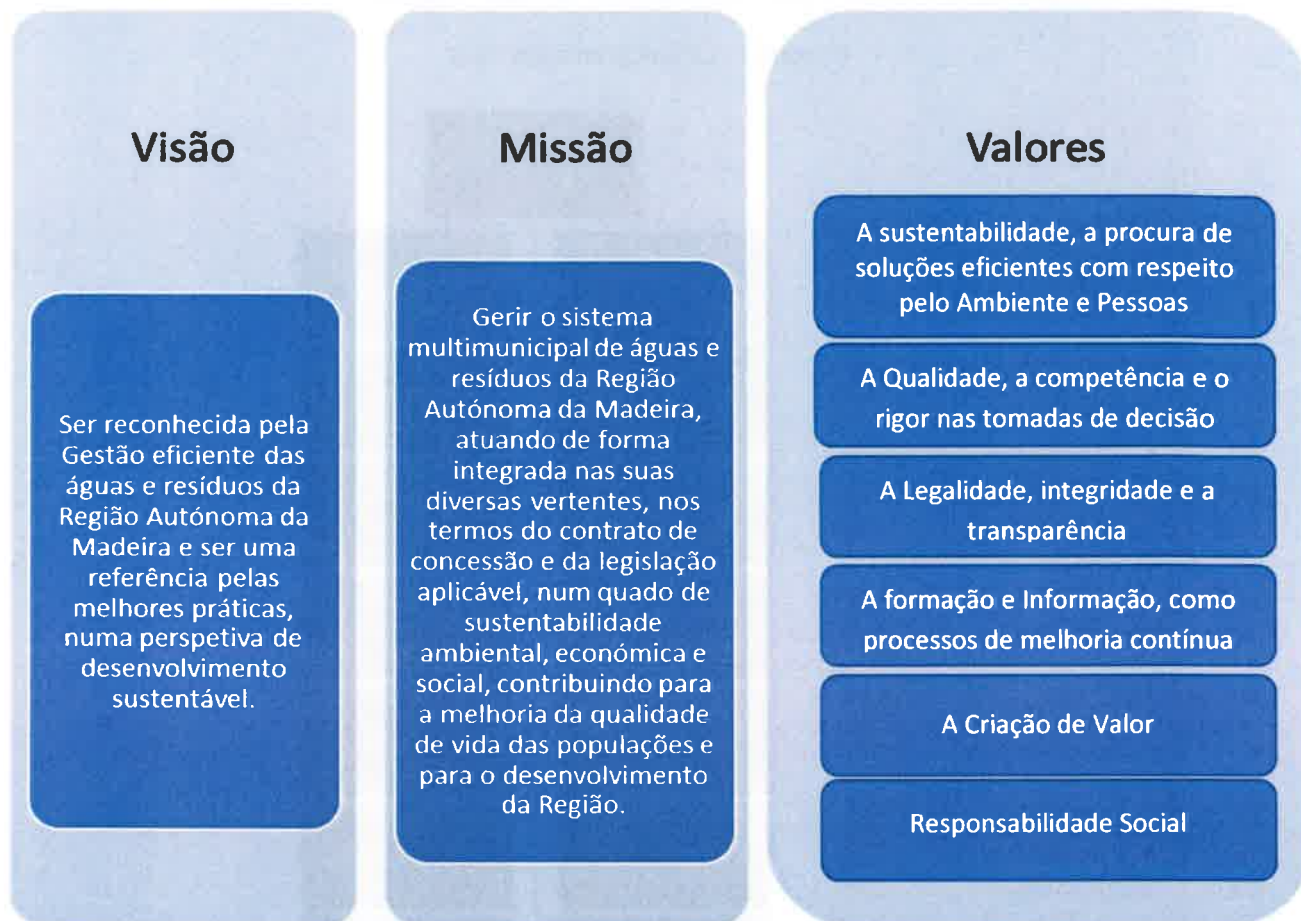 Visão
Ser reconhecida pela
Gestão eficiente das
águas e resíduos da
Região Autónoma da
Madeira e ser uma
referência pelas
melhores práticas,
numa perspetiva de
desenvolvimento
sustentável.
Missão
Gerir o sistema
multimunicipal de águas e
resíduos da Região
Autónoma da Madeira,
atuando de forma
integrada nas suas
diversas vertentes, nos
termos do contrato de
concessão e da legislação
aplicável, num quado de
sustentabilidade
ambiental, económica e
social, contribuindo para
a melhoria da qualidade
de vida das populações e
para o desenvolvimento
da Região.
Valores
A sustentabilidade, a procura de
soluções eficientes com respeito
pelo Ambiente e Pessoas
A Qualidade, a competência e o
rigor nas tomadas de decisão
A Legalidade, integridade e a
transparência
A formação e Informação, como
processos de melhoria contínua
A Criação de Valor
Responsabilidade Social